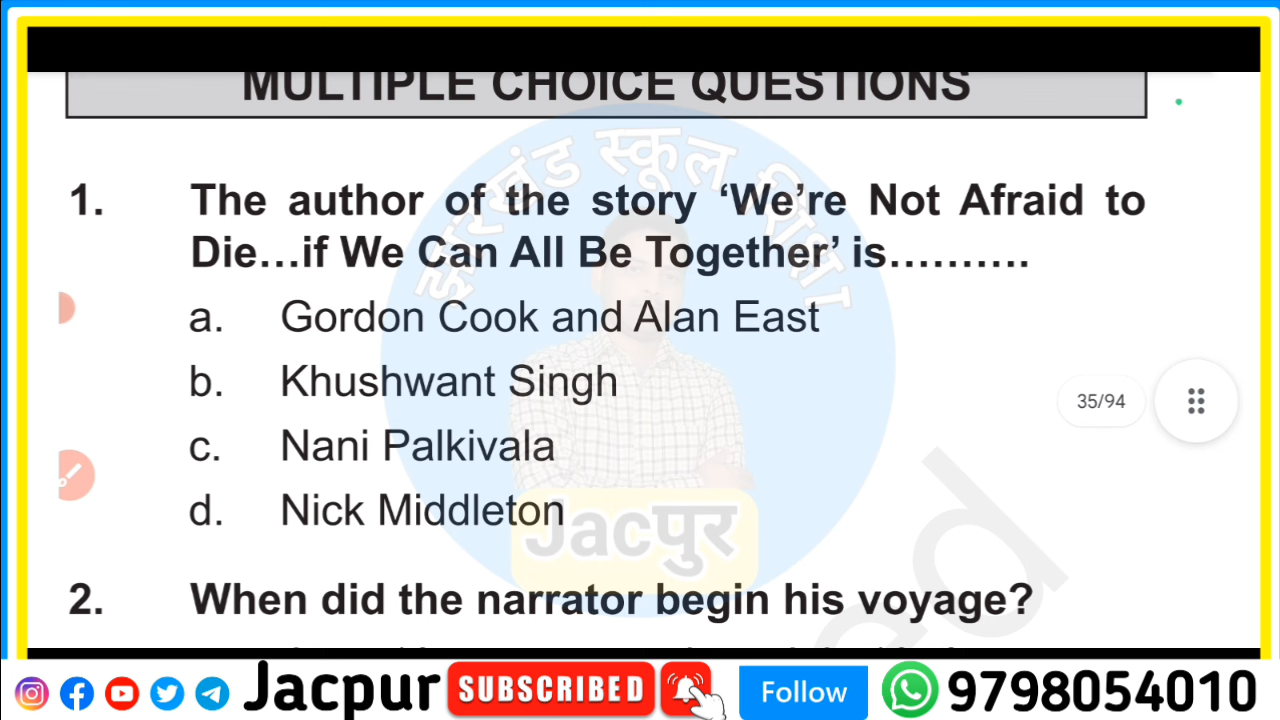 MULTIPLE CHOICE QUESTIONS
1. The author of the story ‘We’re Not Afraid to
Die…if We Can All Be Together’ is……….
a. Gordon Cook and Alan East
b. Khushwant Singh
c. Nani Palkivala
d. Nick Middleton
35/94
झारखंड स्कूल शिक्षा
Jacपुर
2. When did the narrator begin his voyage?
Jacpur SUBSCRIBED Follow 9798054010